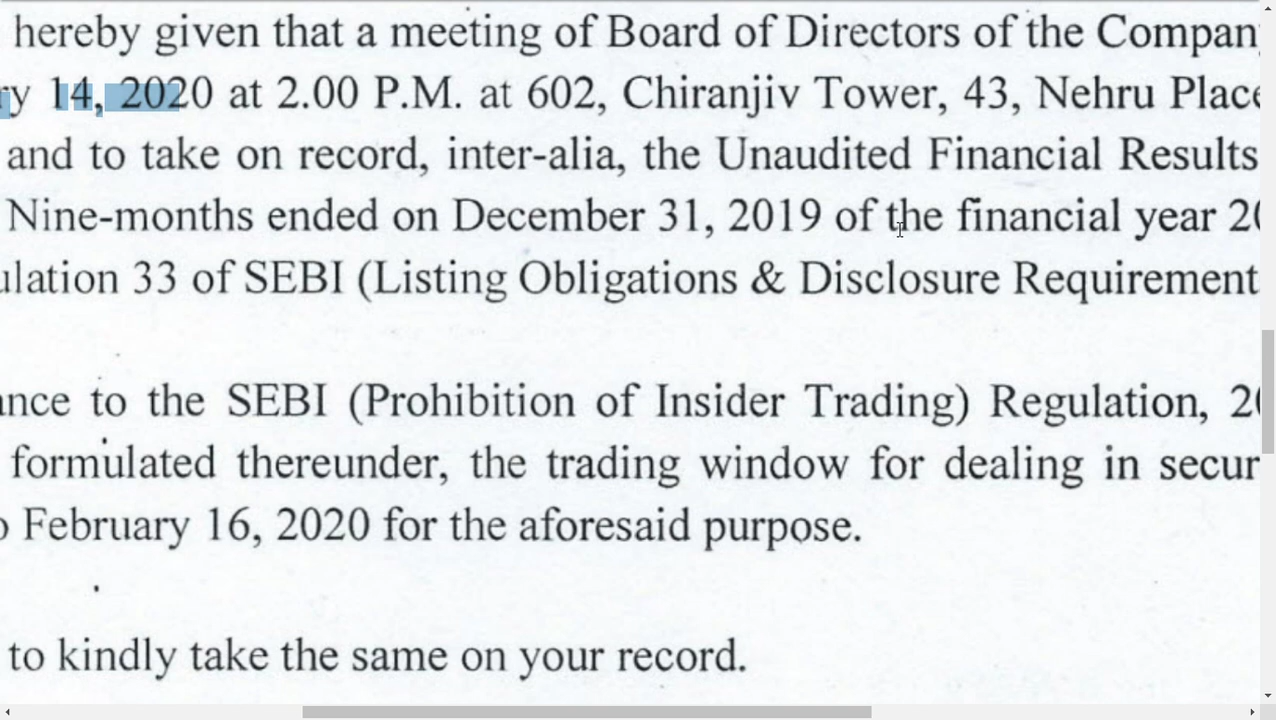 hereby given that a meeting of Board of Directors of the Compan
14, 2020 at 2.00 P.M. at 602, Chiranjiv Tower, 43, Nehru Place
and to take on record, inter-alia, the Unaudited Financial Results
Nine-months ended on December 31, 2019 of the financial year 20
ulation 33 of SEBI (Listing Obligations & Disclosure Requirement
ance to the SEBI (Prohibition of Insider Trading) Regulation, 20
formulated thereunder, the trading window for dealing in secur
February 16, 2020 for the aforesaid purpose.
to kindly take the same on your record.